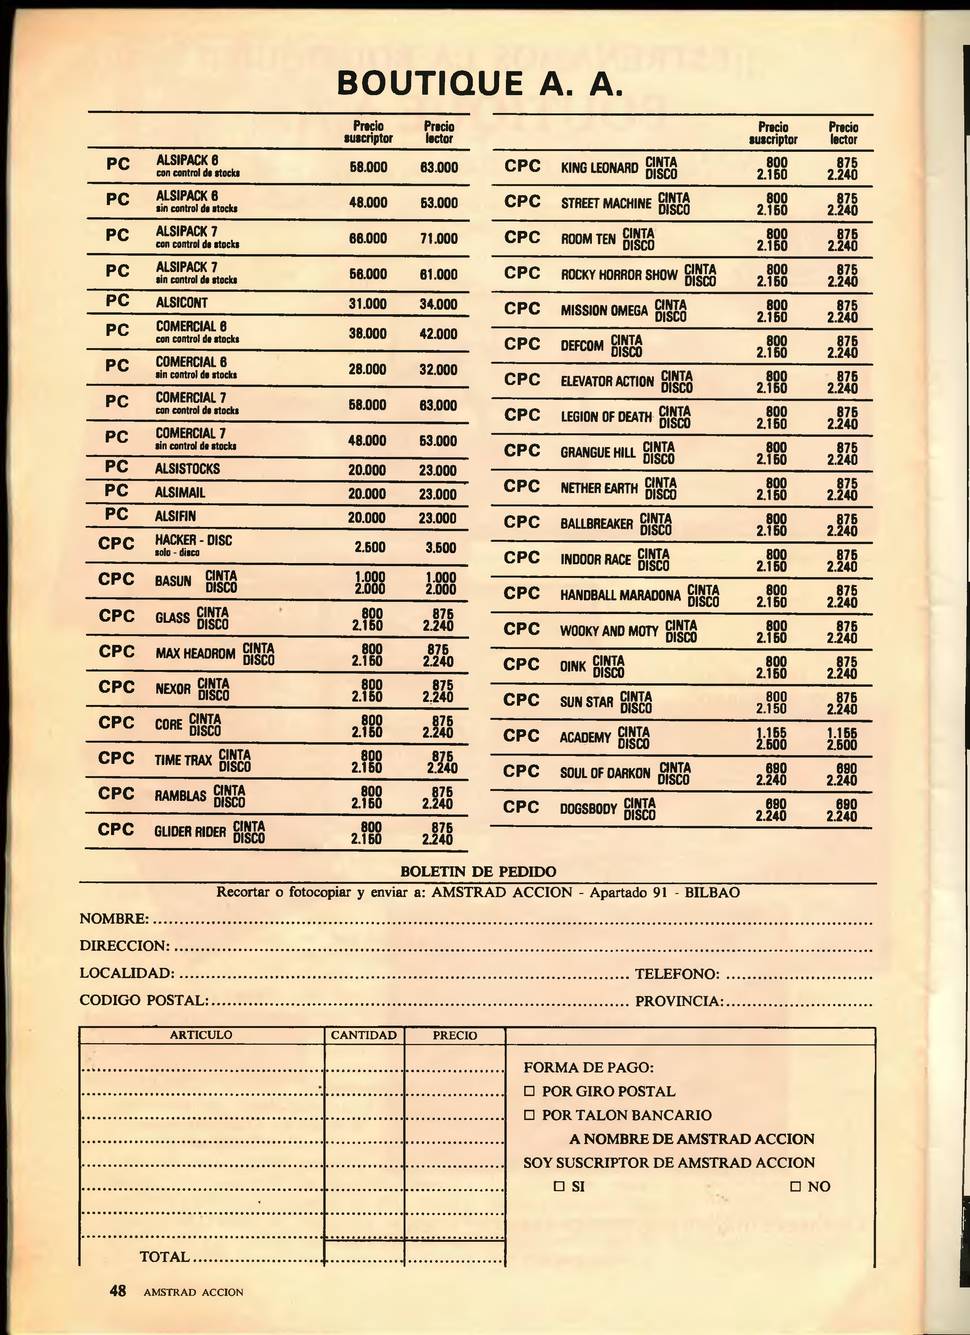 BOUTIQUE A. A.
Precio suscriptor Precio lector
PC ALSIPACK 6 con control de stocks 58.000 63.000
PC ALSIPACK 6 sin control de stocks 48.000 53.000
PC ALSIPACK 7 con control de stocks 66.000 71.000
PC ALSIPACK 7 sin control de stocks 56.000 61.000
PC ALSICONT 31.000 34.000
PC COMERCIAL 6 con control de stocks 38.000 42.000
PC COMERCIAL 6 sin control de stocks 28.000 32.000
PC COMERCIAL 7 con control de stocks 58.000 63.000
PC COMERCIAL 7 sin control de stocks 48.000 53.000
PC ALSISTOCKS 20.000 23.000
PC ALSIMAIL 20.000 23.000
PC ALSIFIN 20.000 23.000
CPC HACKER - DISC solo - disco 2.500 3.500
CPC BASUN CINTA 1.000 1.000
DISCO 2.000 2.000
CPC GLASS CINTA 800 875
DISCO 2.150 2.240
CPC MAX HEADROM CINTA 800 875
DISCO 2.150 2.240
CPC NEXOR CINTA 800 875
DISCO 2.150 2.240
CPC CORE CINTA 800 875
DISCO 2.150 2.240
CPC TIME TRAX CINTA 800 875
DISCO 2.150 2.240
CPC RAMBLAS CINTA 800 875
DISCO 2.150 2.240
CPC GLIDER RIDER CINTA 800 875
DISCO 2.150 2.240
Precio suscriptor Precio lector
CPC KING LEONARD CINTA 800 875
DISCO 2.150 2.240
CPC STREET MACHINE CINTA 800 875
DISCO 2.150 2.240
CPC ROOM TEN CINTA 800 875
DISCO 2.150 2.240
CPC ROCKY HORROR SHOW CINTA 800 875
DISCO 2.150 2.240
CPC MISSION OMEGA CINTA 800 875
DISCO 2.150 2.240
CPC DEFCOM CINTA 800 875
DISCO 2.150 2.240
CPC ELEVATOR ACTION CINTA 800 875
DISCO 2.150 2.240
CPC LEGION OF DEATH CINTA 800 875
DISCO 2.150 2.240
CPC GRANGUE HILL CINTA 800 875
DISCO 2.150 2.240
CPC NETHER EARTH CINTA 800 875
DISCO 2.150 2.240
CPC BALLBREAKER CINTA 800 875
DISCO 2.150 2.240
CPC INDOOR RACE CINTA 800 875
DISCO 2.150 2.240
CPC HANDBALL MARADONA CINTA 800 875
DISCO 2.150 2.240
CPC WOOKY AND MOTY CINTA 800 875
DISCO 2.150 2.240
CPC OINK CINTA 800 875
DISCO 2.150 2.240
CPC SUN STAR CINTA 800 875
DISCO 2.150 2.240
CPC ACADEMY CINTA 1.155 1.155
DISCO 2.500 2.500
CPC SOUL OF DARKON CINTA 690 690
DISCO 2.240 2.240
CPC DOGSBODY CINTA 690 690
DISCO 2.240 2.240
BOLETIN DE PEDIDO
Recortar o fotocopiar y enviar a: AMSTRAD ACCION - Apartado 91 - BILBAO
NOMBRE:
DIRECCION:
LOCALIDAD: TELEFONO:
CODIGO POSTAL: PROVINCIA:
ARTICULO CANTIDAD PRECIO
FORMA DE PAGO:
☐ POR GIRO POSTAL
☐ POR TALON BANCARIO
A NOMBRE DE AMSTRAD ACCION
SOY SUSCRIPTOR DE AMSTRAD ACCION
☐ SI ☐ NO
TOTAL
48 AMSTRAD ACCION